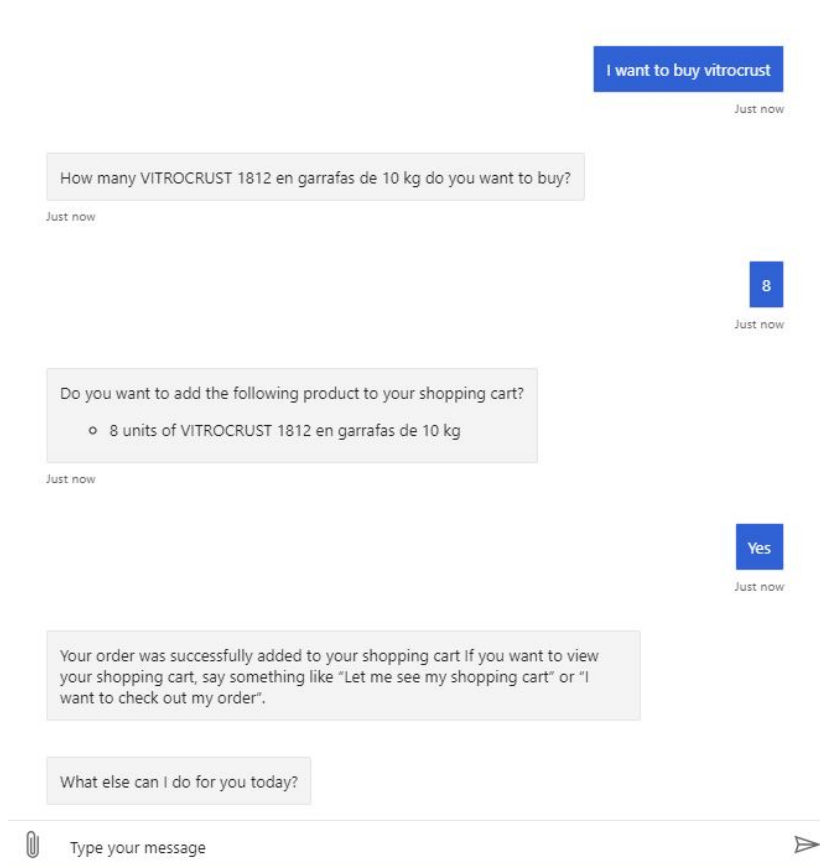 I want to buy vitrocrust
Just now
How many VITROCRUST 1812 en garrafas de 10 kg do you want to buy?
Just now
8
Just now
Do you want to add the following product to your shopping cart?
8 units of VITROCRUST 1812 en garrafas de 10 kg
Just now
Yes
Just now
Your order was successfully added to your shopping cart If you want to view
your shopping cart, say something like "Let me see my shopping cart" or "I
want to check out my order".
What else can I do for you today?
Type your message